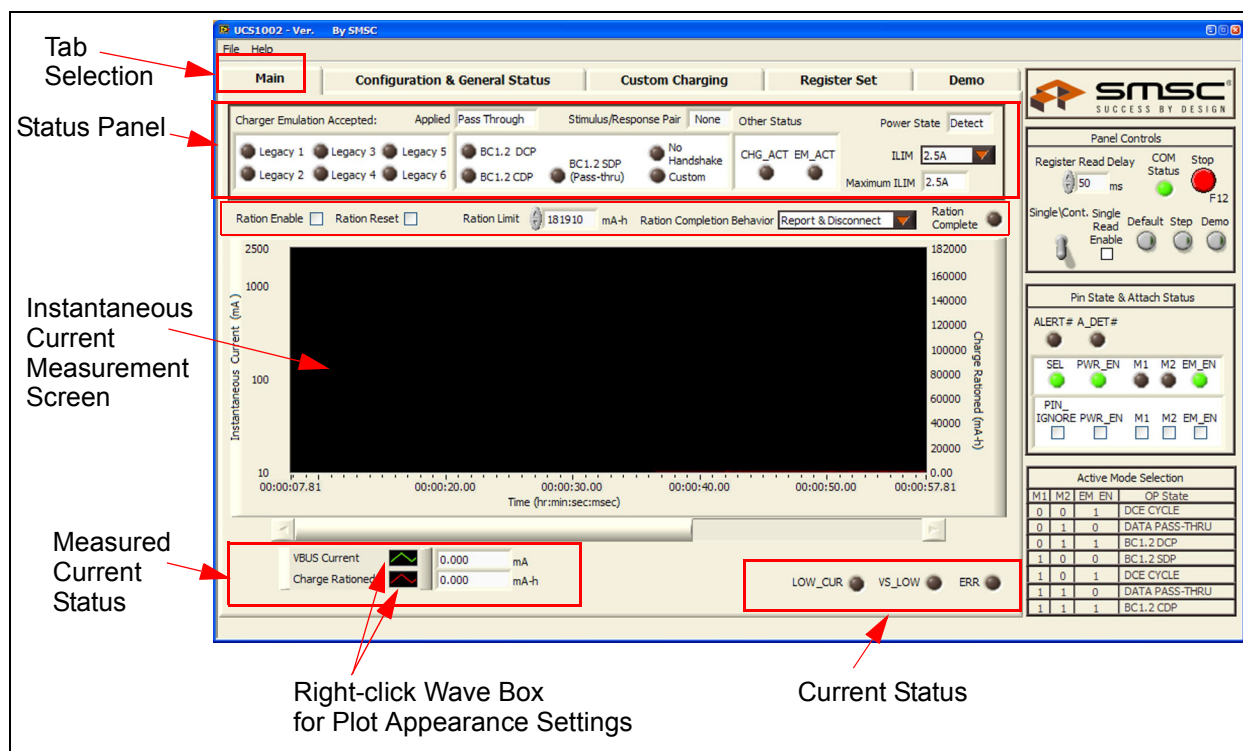 UCS1002 - Ver. By SMSC
File Help
Tab
Selection
Main
Configuration & General Status
Custom Charging
Register Set
Demo
SMSC®
SUCCESS BY DESIGN
Status Panel
Charger Emulation Accepted:
Applied Pass Through
Stimulus/Response Pair None
Other Status
Power State Detect
Legacy 1 Legacy 3 Legacy 5
Legacy 2 Legacy 4 Legacy 6
BC1.2 DCP
BC1.2 CDP
BC1.2 SDP
(Pass-thru)
No
Handshake
Custom
CHG_ACT EM_ACT
ILIM 2.5A
Maximum ILIM 2.5A
Ration Enable
Ration Reset
Ration Limit 181910 mA-h
Ration Completion Behavior Report & Disconnect
Ration
Complete
Panel Controls
Register Read Delay
50 ms
COM
Status
Stop
F12
Single\Cont.
Single
Read
Enable
Default Step Demo
Instantaneous
Current
Measurement
Screen
Instantaneous Current (mA)
2500
1000
100
10
182000
160000
140000
120000
100000
80000
60000
40000
20000
0.00
Charge Rationed (mA-h)
00:00:07.81 00:00:20.00 00:00:30.00 00:00:40.00 00:00:50.00 00:00:57.81
Time (hr:min:sec:msec)
Pin State & Attach Status
ALERT# A_DET#
SEL PWR_EN M1 M2 EM_EN
PIN_
IGNORE PWR_EN M1 M2 EM_EN
Active Mode Selection
M1 M2 EM_EN OP State
0 0 1 DCE CYCLE
0 1 0 DATA PASS-THRU
0 1 1 BC1.2 DCP
1 0 0 BC1.2 SDP
1 0 1 DCE CYCLE
1 1 0 DATA PASS-THRU
1 1 1 BC1.2 CDP
Measured
Current
Status
VBUS Current 0.000 mA
Charge Rationed 0.000 mA-h
LOW_CUR VS_LOW ERR
Right-click Wave Box
for Plot Appearance Settings
Current Status